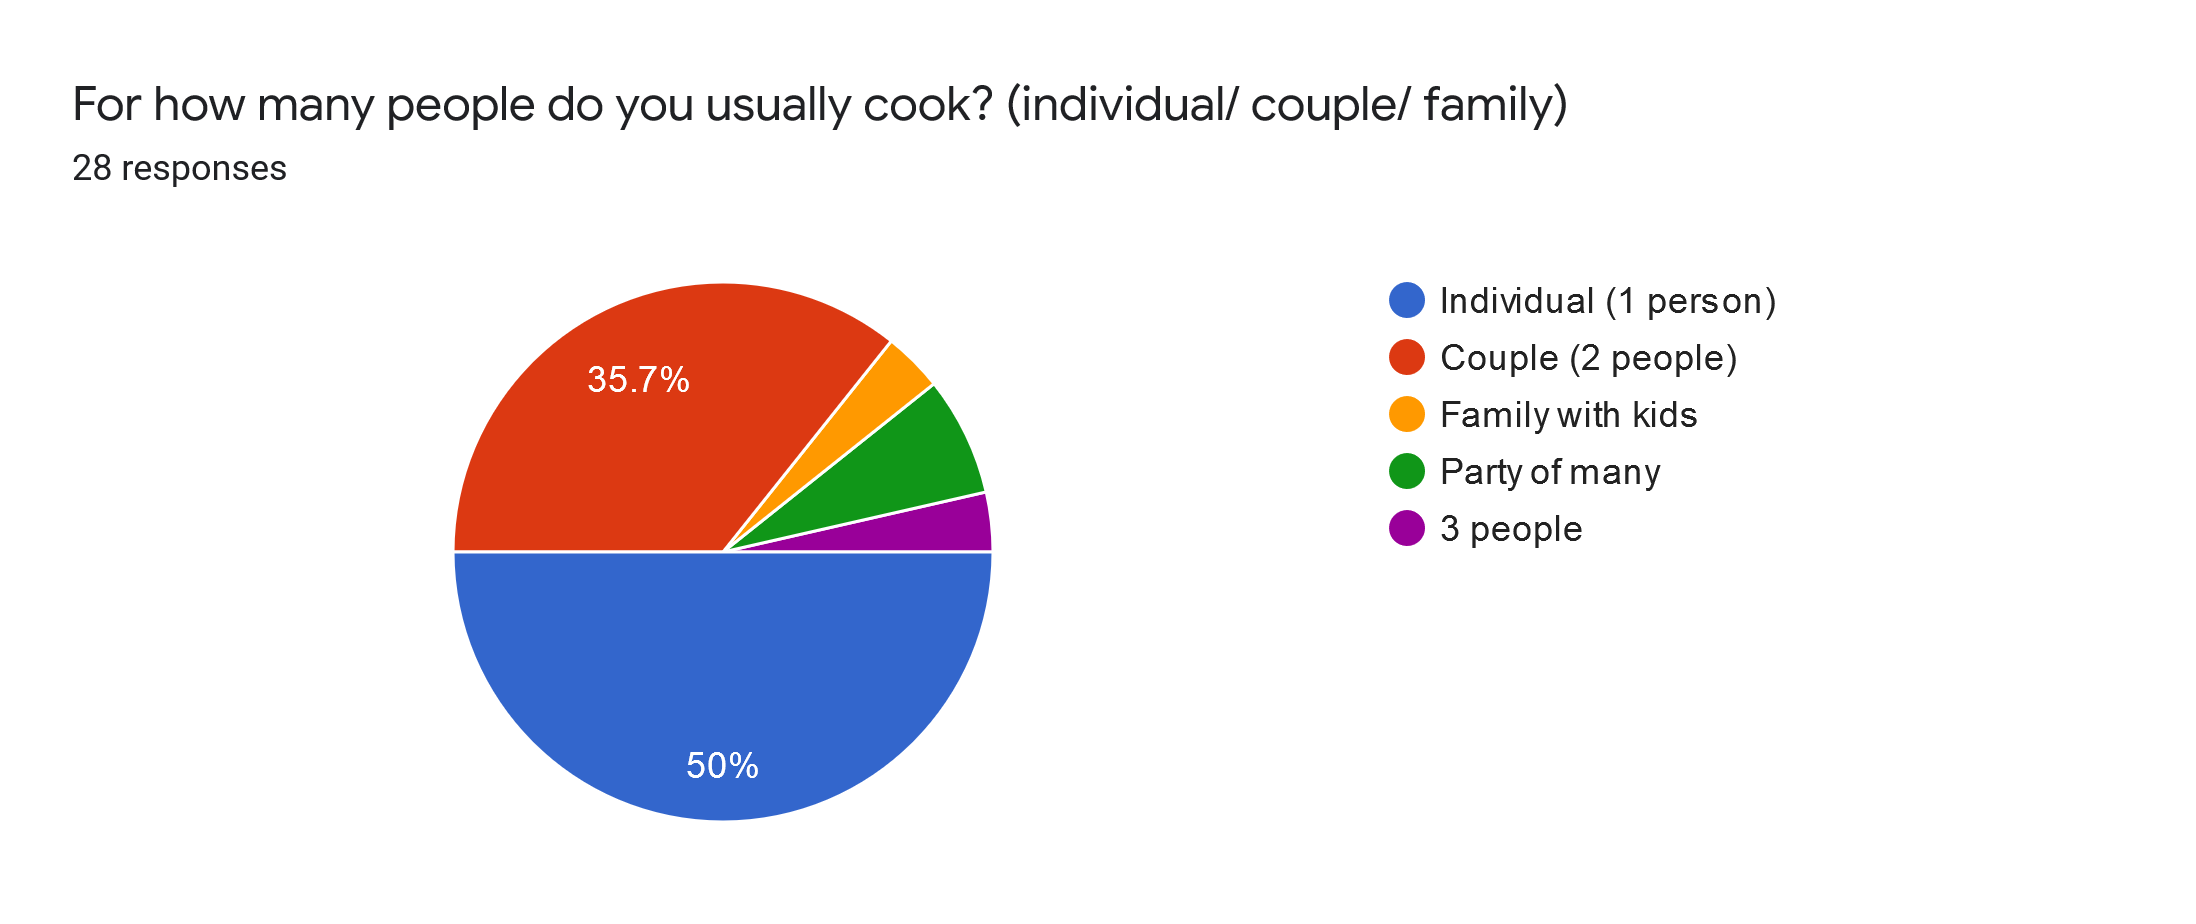 For how many people do you usually cook? (individual/ couple/ family)
28 responses
35.7%
50%
Individual (1 person)
Couple (2 people)
Family with kids
Party of many
3 people